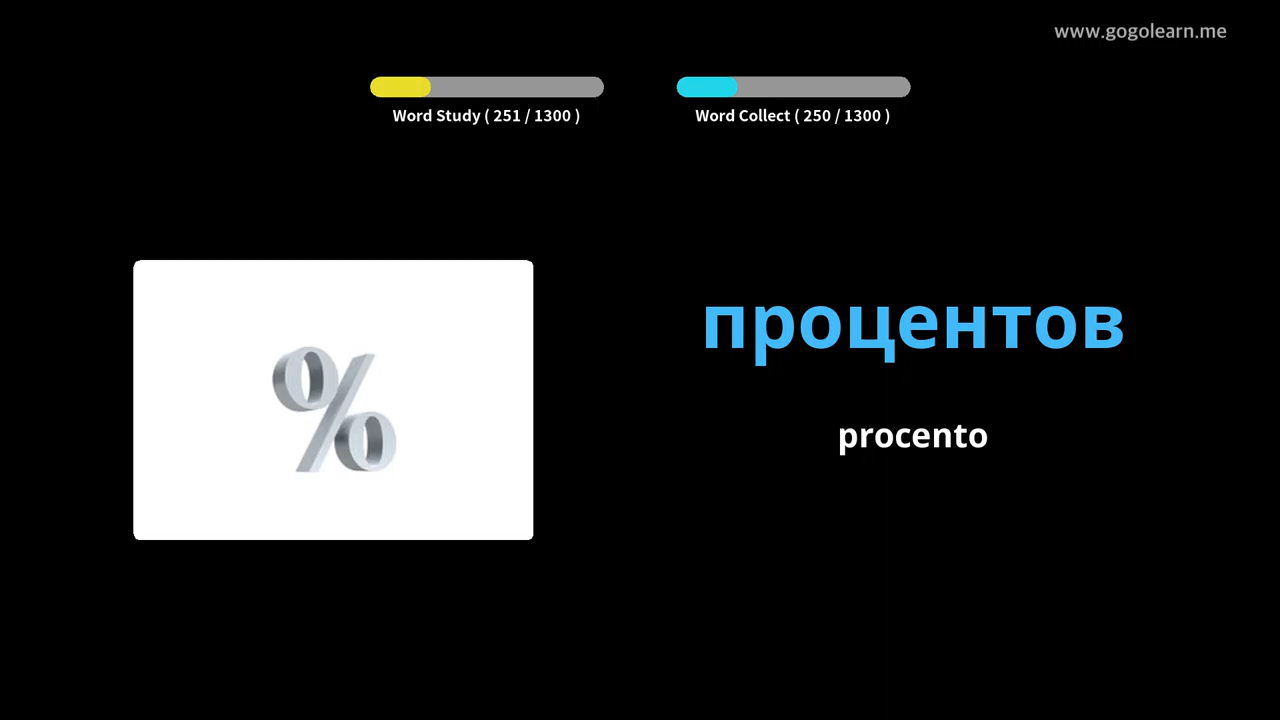 www.gogolearn.me
Word Study ( 251 / 1300 )
Word Collect ( 250 / 1300 )
%
процентов
procento